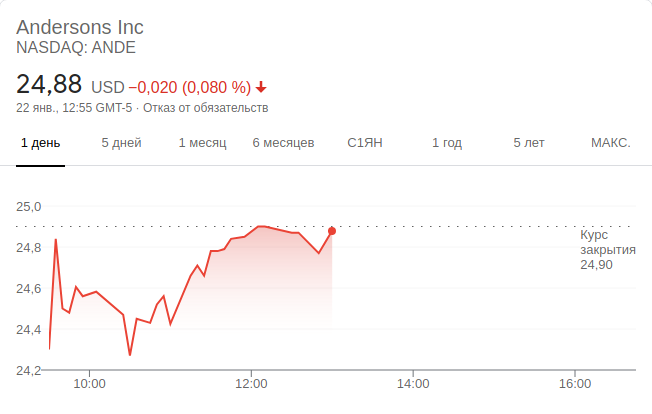 Andersons Inc
NASDAQ: ANDE
24,88 USD −0,020 (0,080 %)
22 янв., 12:55 GMT-5 · Отказ от обязательств
1 день 5 дней 1 месяц 6 месяцев С1ЯН 1 год 5 лет МАКС.
25,0
24,8
24,6
24,4
24,2
Курс
закрытия
24,90
10:00 12:00 14:00 16:00